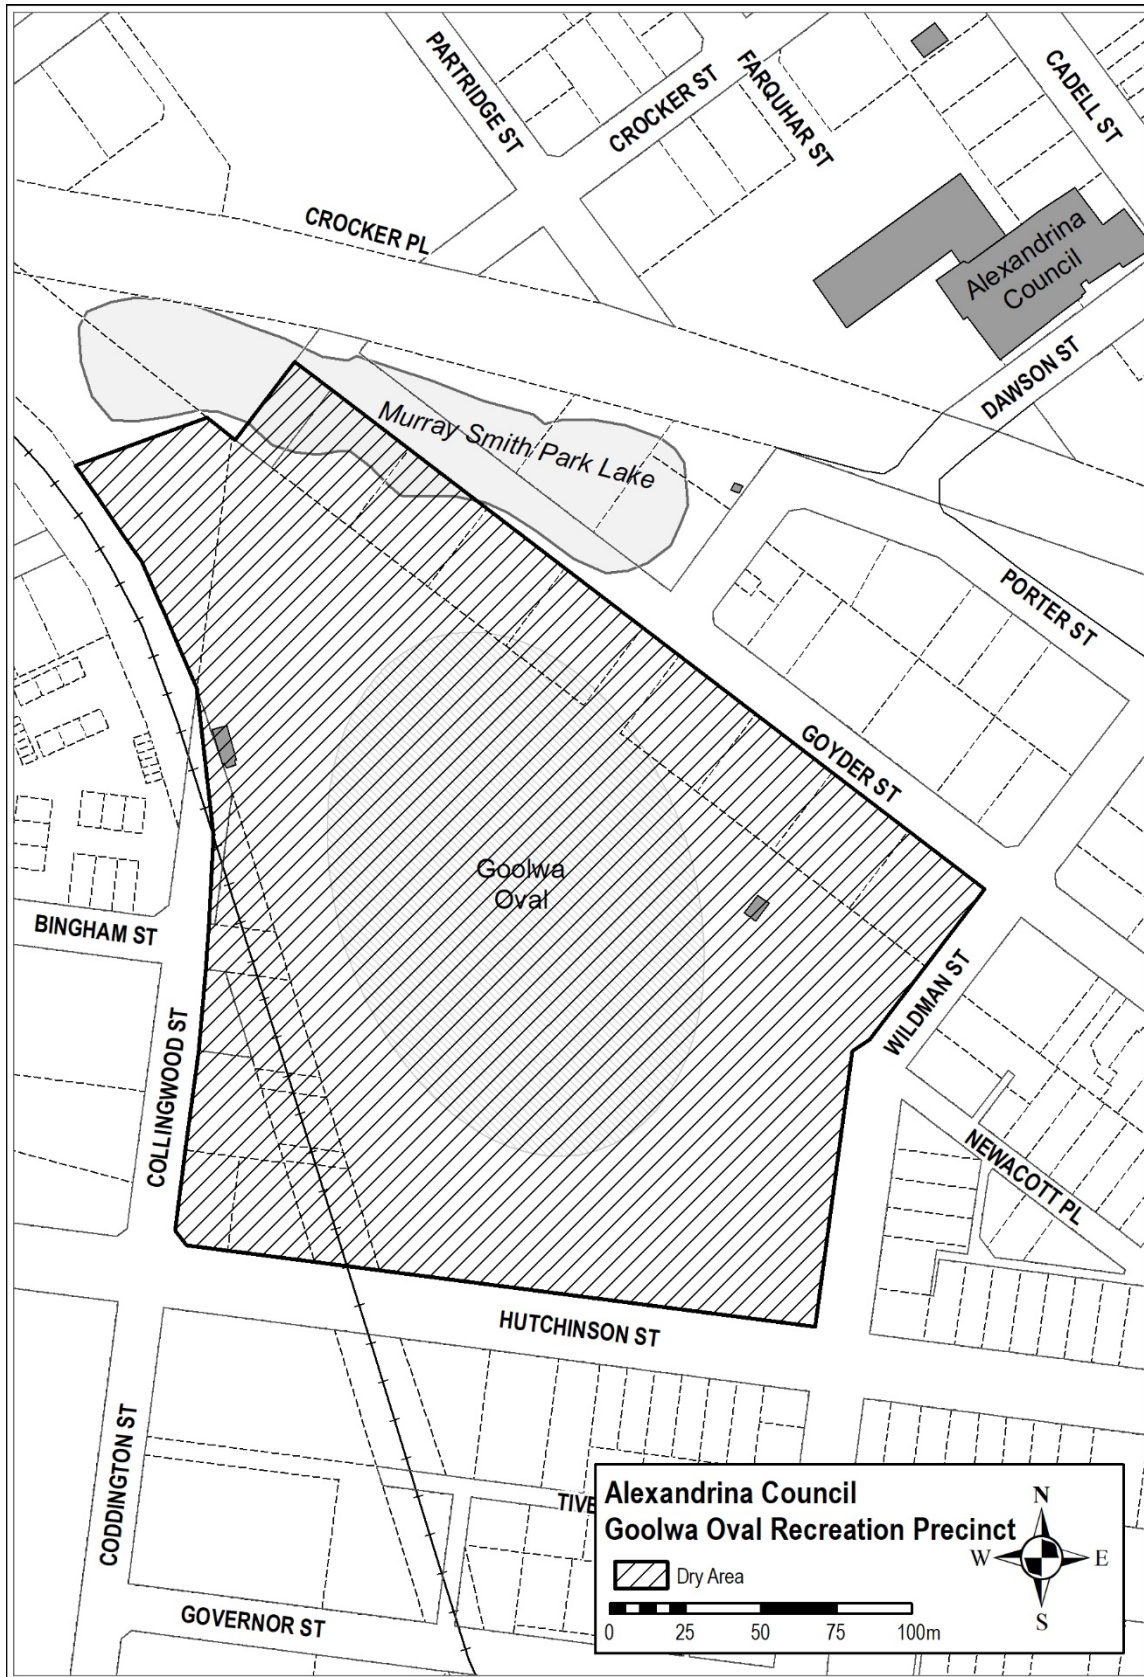 PARTRIDGE ST
CROCKER ST
FARQUHAR ST
CADELL ST
CROCKER PL
Alexandrina
Council
DAWSON ST
Murray Smith Park Lake
PORTER ST
GOYDER ST
Goolwa
Oval
BINGHAM ST
WILDMAN ST
COLLINGWOOD ST
NEWACOTT PL
HUTCHINSON ST
CODDINGTON ST
TIVE
GOVERNOR ST
Alexandrina Council
Goolwa Oval Recreation Precinct
Dry Area
0 25 50 75 100m
N
W E
S